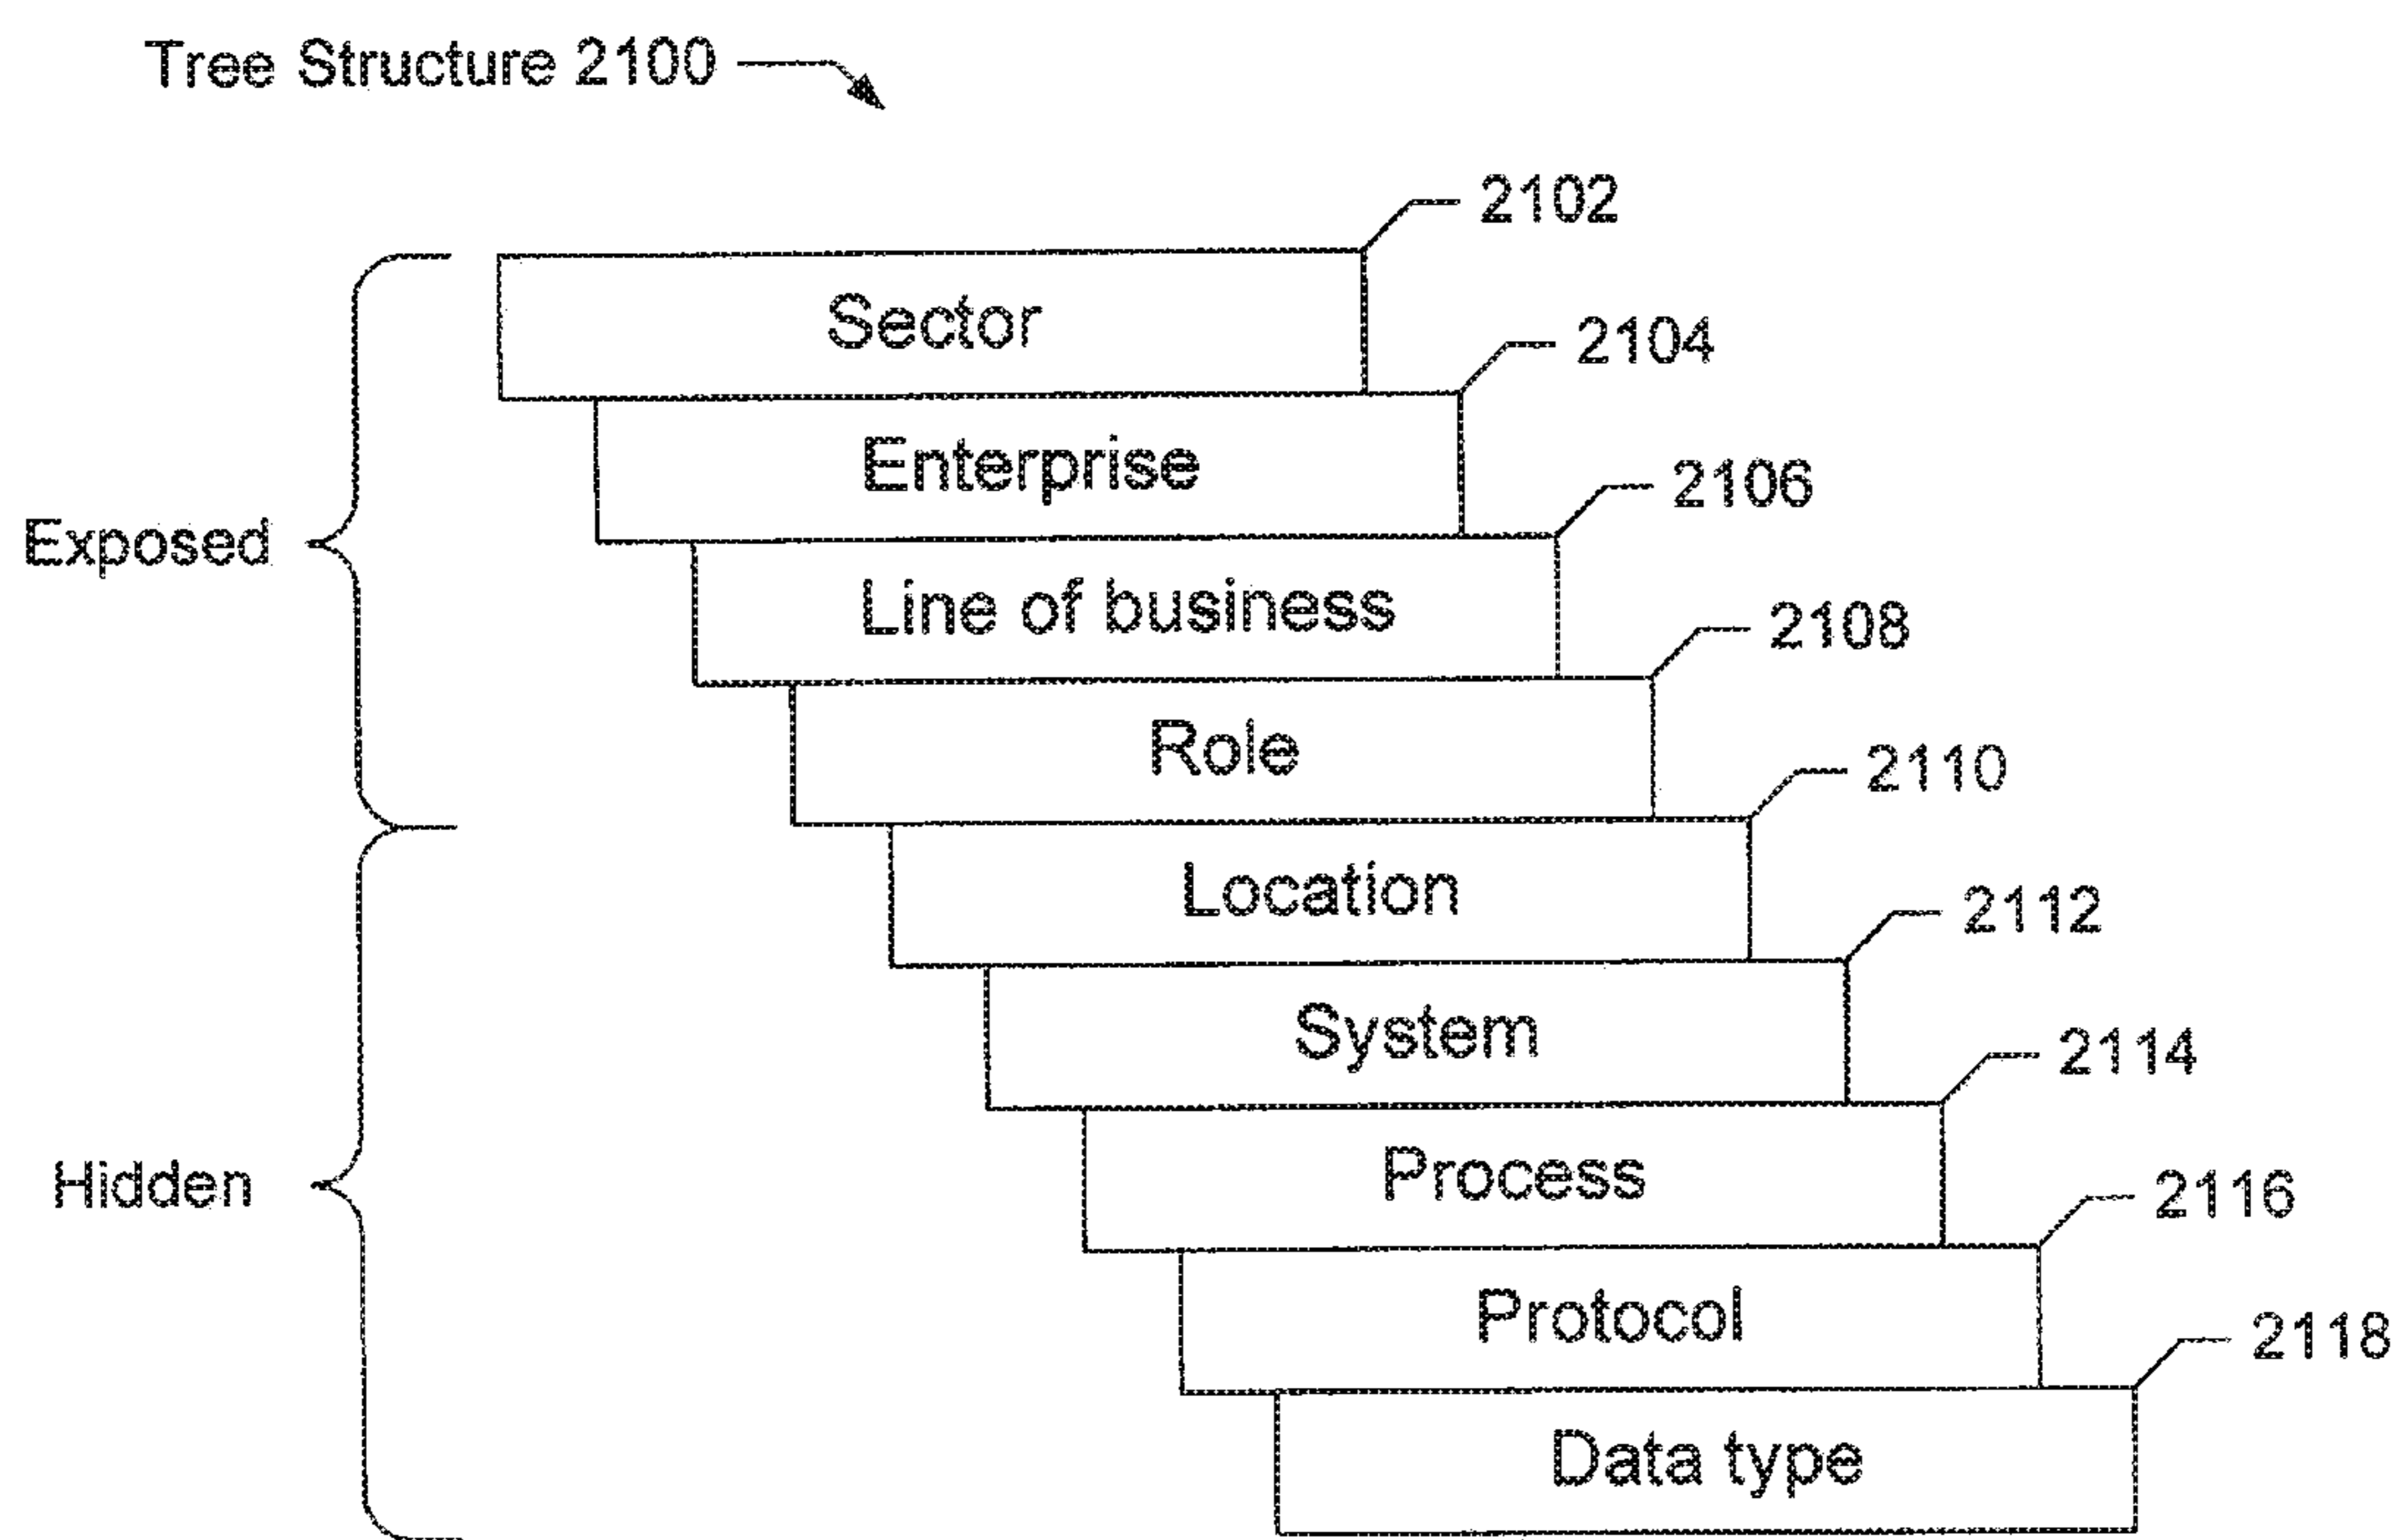 Tree Structure 2100
2102
Sector
2104
Enterprise
2106
Exposed
Line of business
2108
Role
2110
Location
2112
System
2114
Hidden
Process
2116
Protocol
2118
Data type